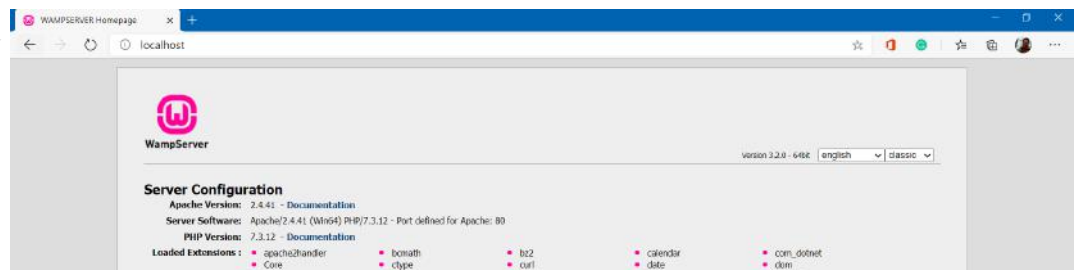 WAMPSERVER Homepage
localhost
WampServer
Version 3.2.0 - 64bit english classic
Server Configuration
Apache Version: 2.4.41 - Documentation
Server Software: Apache/2.4.41 (Win64) PHP/7.3.12 - Port defined for Apache: 80
PHP Version: 7.3.12 - Documentation
Loaded Extensions : apache2handler bcmath bz2 calendar com_dotnet
Core ctype curl date dom